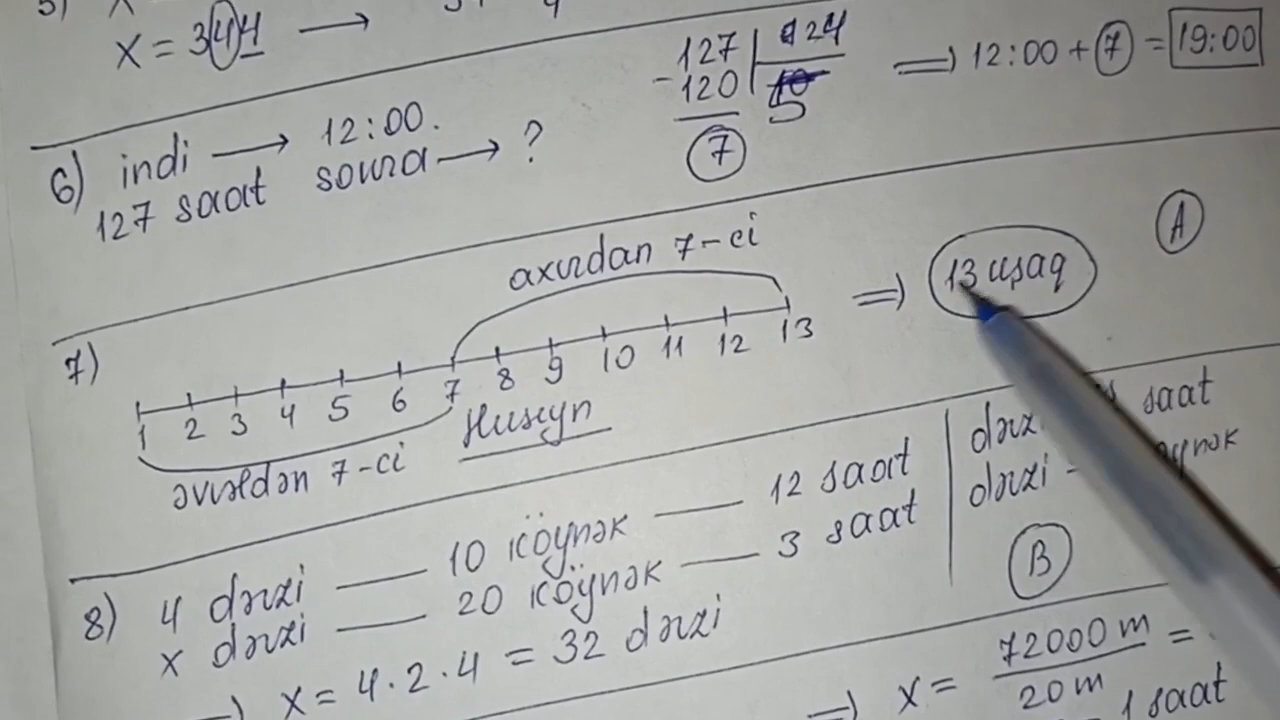 5)
X = 344 →
6) indi → 12:00.
127 saat sonra → ?
127 | 24
- 120 | 5
7
⇒ 12:00 + 7 = 19:00
7)
axırdan 7-ci
1 2 3 4 5 6 7 8 9 10 11 12 13
əvvəldən 7-ci
Huseyn
⇒ 13 uşaq
A
8) 4 dərzi — 10 köynək — 12 saat
x dərzi — 20 köynək — 3 saat
x = 4 · 2 · 4 = 32 dərzi
saat
dərzi -
B
⇒ x = 72000 m / 20 m =
1 saat